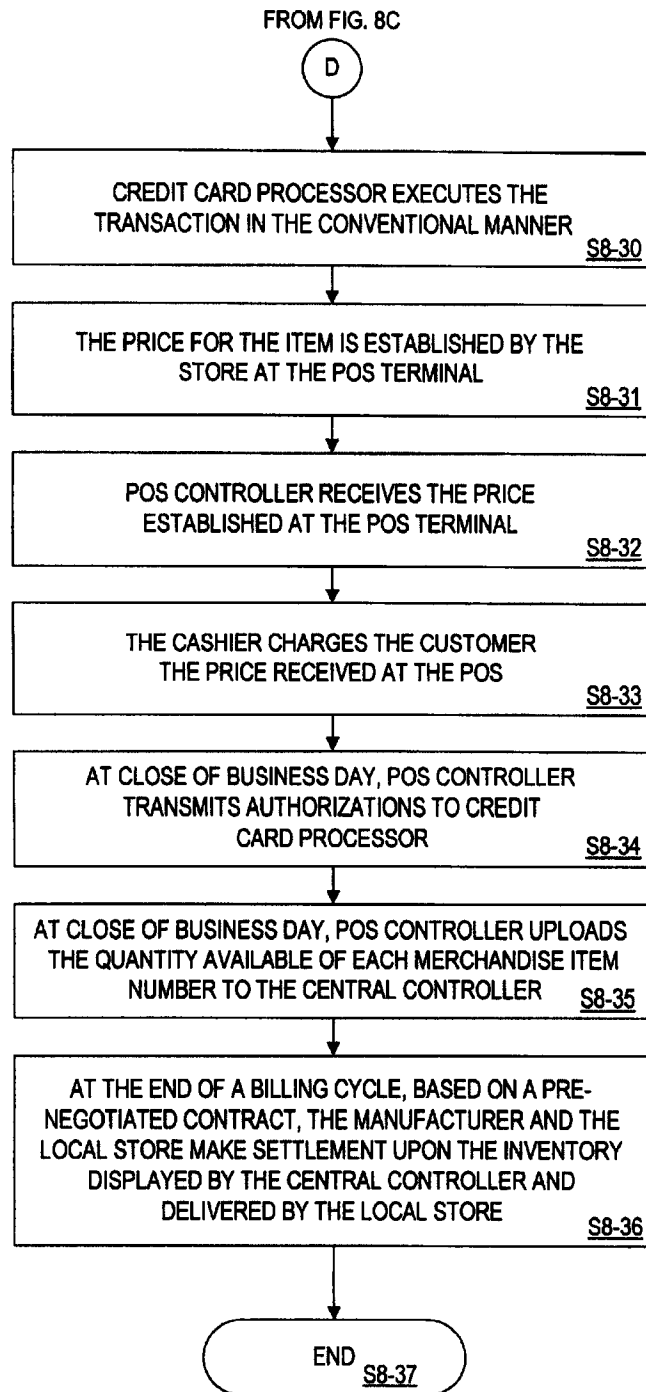 FROM FIG. 8C
D
CREDIT CARD PROCESSOR EXECUTES THE
TRANSACTION IN THE CONVENTIONAL MANNER
S8-30
THE PRICE FOR THE ITEM IS ESTABLISHED BY THE
STORE AT THE POS TERMINAL
S8-31
POS CONTROLLER RECEIVES THE PRICE
ESTABLISHED AT THE POS TERMINAL
S8-32
THE CASHIER CHARGES THE CUSTOMER
THE PRICE RECEIVED AT THE POS
S8-33
AT CLOSE OF BUSINESS DAY, POS CONTROLLER
TRANSMITS AUTHORIZATIONS TO CREDIT
CARD PROCESSOR
S8-34
AT CLOSE OF BUSINESS DAY, POS CONTROLLER UPLOADS
THE QUANTITY AVAILABLE OF EACH MERCHANDISE ITEM
NUMBER TO THE CENTRAL CONTROLLER
S8-35
AT THE END OF A BILLING CYCLE, BASED ON A PRE-
NEGOTIATED CONTRACT, THE MANUFACTURER AND THE
LOCAL STORE MAKE SETTLEMENT UPON THE INVENTORY
DISPLAYED BY THE CENTRAL CONTROLLER AND
DELIVERED BY THE LOCAL STORE
S8-36
END
S8-37